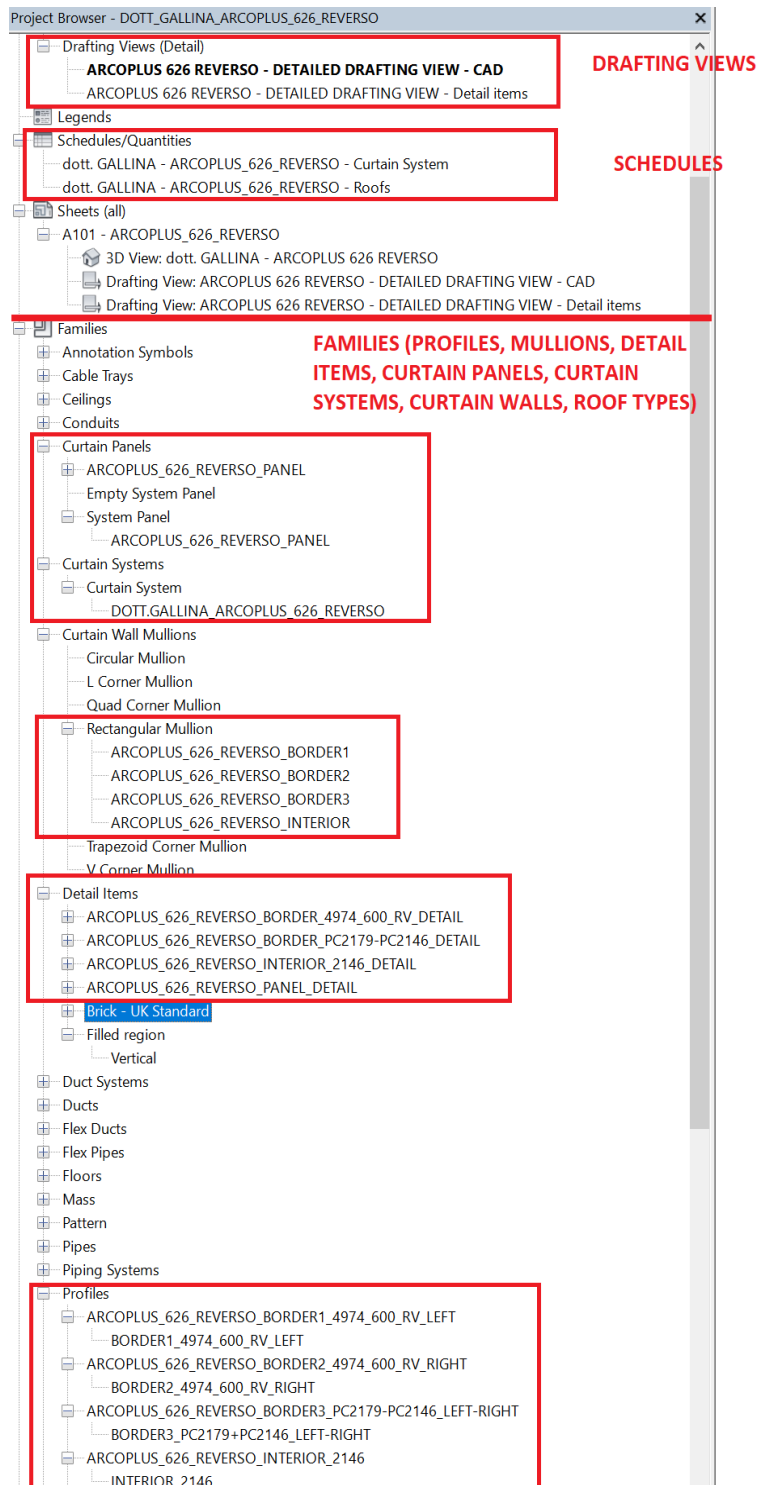 Project Browser - DOTT_GALLINA_ARCOPLUS_626_REVERSO
Drafting Views (Detail)
ARCOPLUS 626 REVERSO - DETAILED DRAFTING VIEW - CAD
DRAFTING VIEWS
ARCOPLUS 626 REVERSO - DETAILED DRAFTING VIEW - Detail items
Legends
Schedules/Quantities
dott. GALLINA - ARCOPLUS_626_REVERSO - Curtain System
SCHEDULES
dott. GALLINA - ARCOPLUS_626_REVERSO - Roofs
Sheets (all)
A101 - ARCOPLUS_626_REVERSO
3D View: dott. GALLINA - ARCOPLUS 626 REVERSO
Drafting View: ARCOPLUS 626 REVERSO - DETAILED DRAFTING VIEW - CAD
Drafting View: ARCOPLUS 626 REVERSO - DETAILED DRAFTING VIEW - Detail items
Families
FAMILIES (PROFILES, MULLIONS, DETAIL
ITEMS, CURTAIN PANELS, CURTAIN
SYSTEMS, CURTAIN WALLS, ROOF TYPES)
Annotation Symbols
Cable Trays
Ceilings
Conduits
Curtain Panels
ARCOPLUS_626_REVERSO_PANEL
Empty System Panel
System Panel
ARCOPLUS_626_REVERSO_PANEL
Curtain Systems
Curtain System
DOTT.GALLINA_ARCOPLUS_626_REVERSO
Curtain Wall Mullions
Circular Mullion
L Corner Mullion
Quad Corner Mullion
Rectangular Mullion
ARCOPLUS_626_REVERSO_BORDER1
ARCOPLUS_626_REVERSO_BORDER2
ARCOPLUS_626_REVERSO_BORDER3
ARCOPLUS_626_REVERSO_INTERIOR
Trapezoid Corner Mullion
V Corner Mullion
Detail Items
ARCOPLUS_626_REVERSO_BORDER_4974_600_RV_DETAIL
ARCOPLUS_626_REVERSO_BORDER_PC2179-PC2146_DETAIL
ARCOPLUS_626_REVERSO_INTERIOR_2146_DETAIL
ARCOPLUS_626_REVERSO_PANEL_DETAIL
Brick - UK Standard
Filled region
Vertical
Duct Systems
Ducts
Flex Ducts
Flex Pipes
Floors
Mass
Pattern
Pipes
Piping Systems
Profiles
ARCOPLUS_626_REVERSO_BORDER1_4974_600_RV_LEFT
BORDER1_4974_600_RV_LEFT
ARCOPLUS_626_REVERSO_BORDER2_4974_600_RV_RIGHT
BORDER2_4974_600_RV_RIGHT
ARCOPLUS_626_REVERSO_BORDER3_PC2179-PC2146_LEFT-RIGHT
BORDER3_PC2179+PC2146_LEFT-RIGHT
ARCOPLUS_626_REVERSO_INTERIOR_2146
INTERIOR_2146